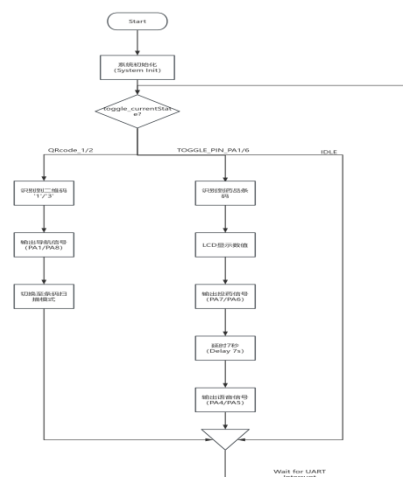 Start
系统初始化
(System Init)
toggle_currentStat
e?
QRcode_1/2
TOGGLE_PIN_PA1/6
IDLE
识别到二维码
'1'/'3'
识别到药品条
码
输出导航信号
(PA1/PA8)
LCD显示数值
切换至条码扫
描模式
输出投药信号
(PA7/PA6)
延时7秒
(Delay 7s)
输出语音信号
(PA4/PA5)
Wait for UART
Interrupt